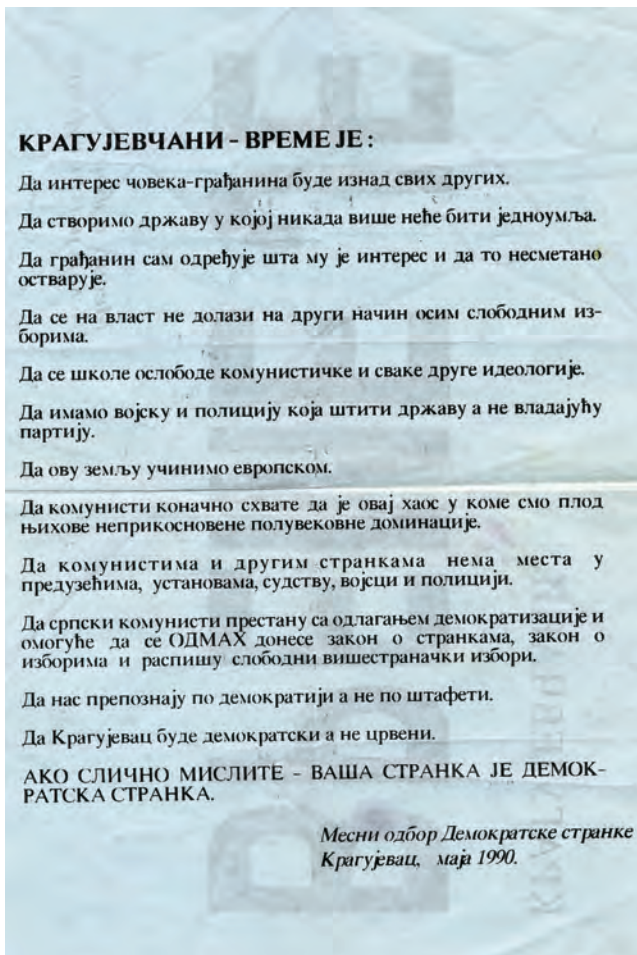 КРАГУЈЕВЧАНИ - ВРЕМЕ ЈЕ :
Да интерес човека-грађанина буде изнад свих других.
Да створимо државу у којој никада више неће бити једноумља.
Да грађанин сам одређује шта му је интерес и да то несметано
остварује.
Да се на власт не долази на други начин осим слободним из-
борима.
Да се школе ослободе комунистичке и сваке друге идеологије.
Да имамо војску и полицију која штити државу а не владајућу
партију.
Да ову земљу учинимо европском.
Да комунисти коначно схвате да је овај хаос у коме смо плод
њихове неприкосновене полувековне доминације.
Да комунистима и другим странкама нема места у
предузећима, установама, судству, војсци и полицији.
Да српски комунисти престану са одлагањем демократизације и
омогуће да се ОДМАХ донесе закон о странкама, закон о
изборима и распишу слободни вишестраначки избори.
Да нас препознају по демократији а не по штафети.
Да Крагујевац буде демократски а не црвени.
АКО СЛИЧНО МИСЛИТЕ - ВАША СТРАНКА ЈЕ ДЕМОК-
РАТСКА СТРАНКА.
Месни одбор Демократске странке
Крагујевац, маја 1990.